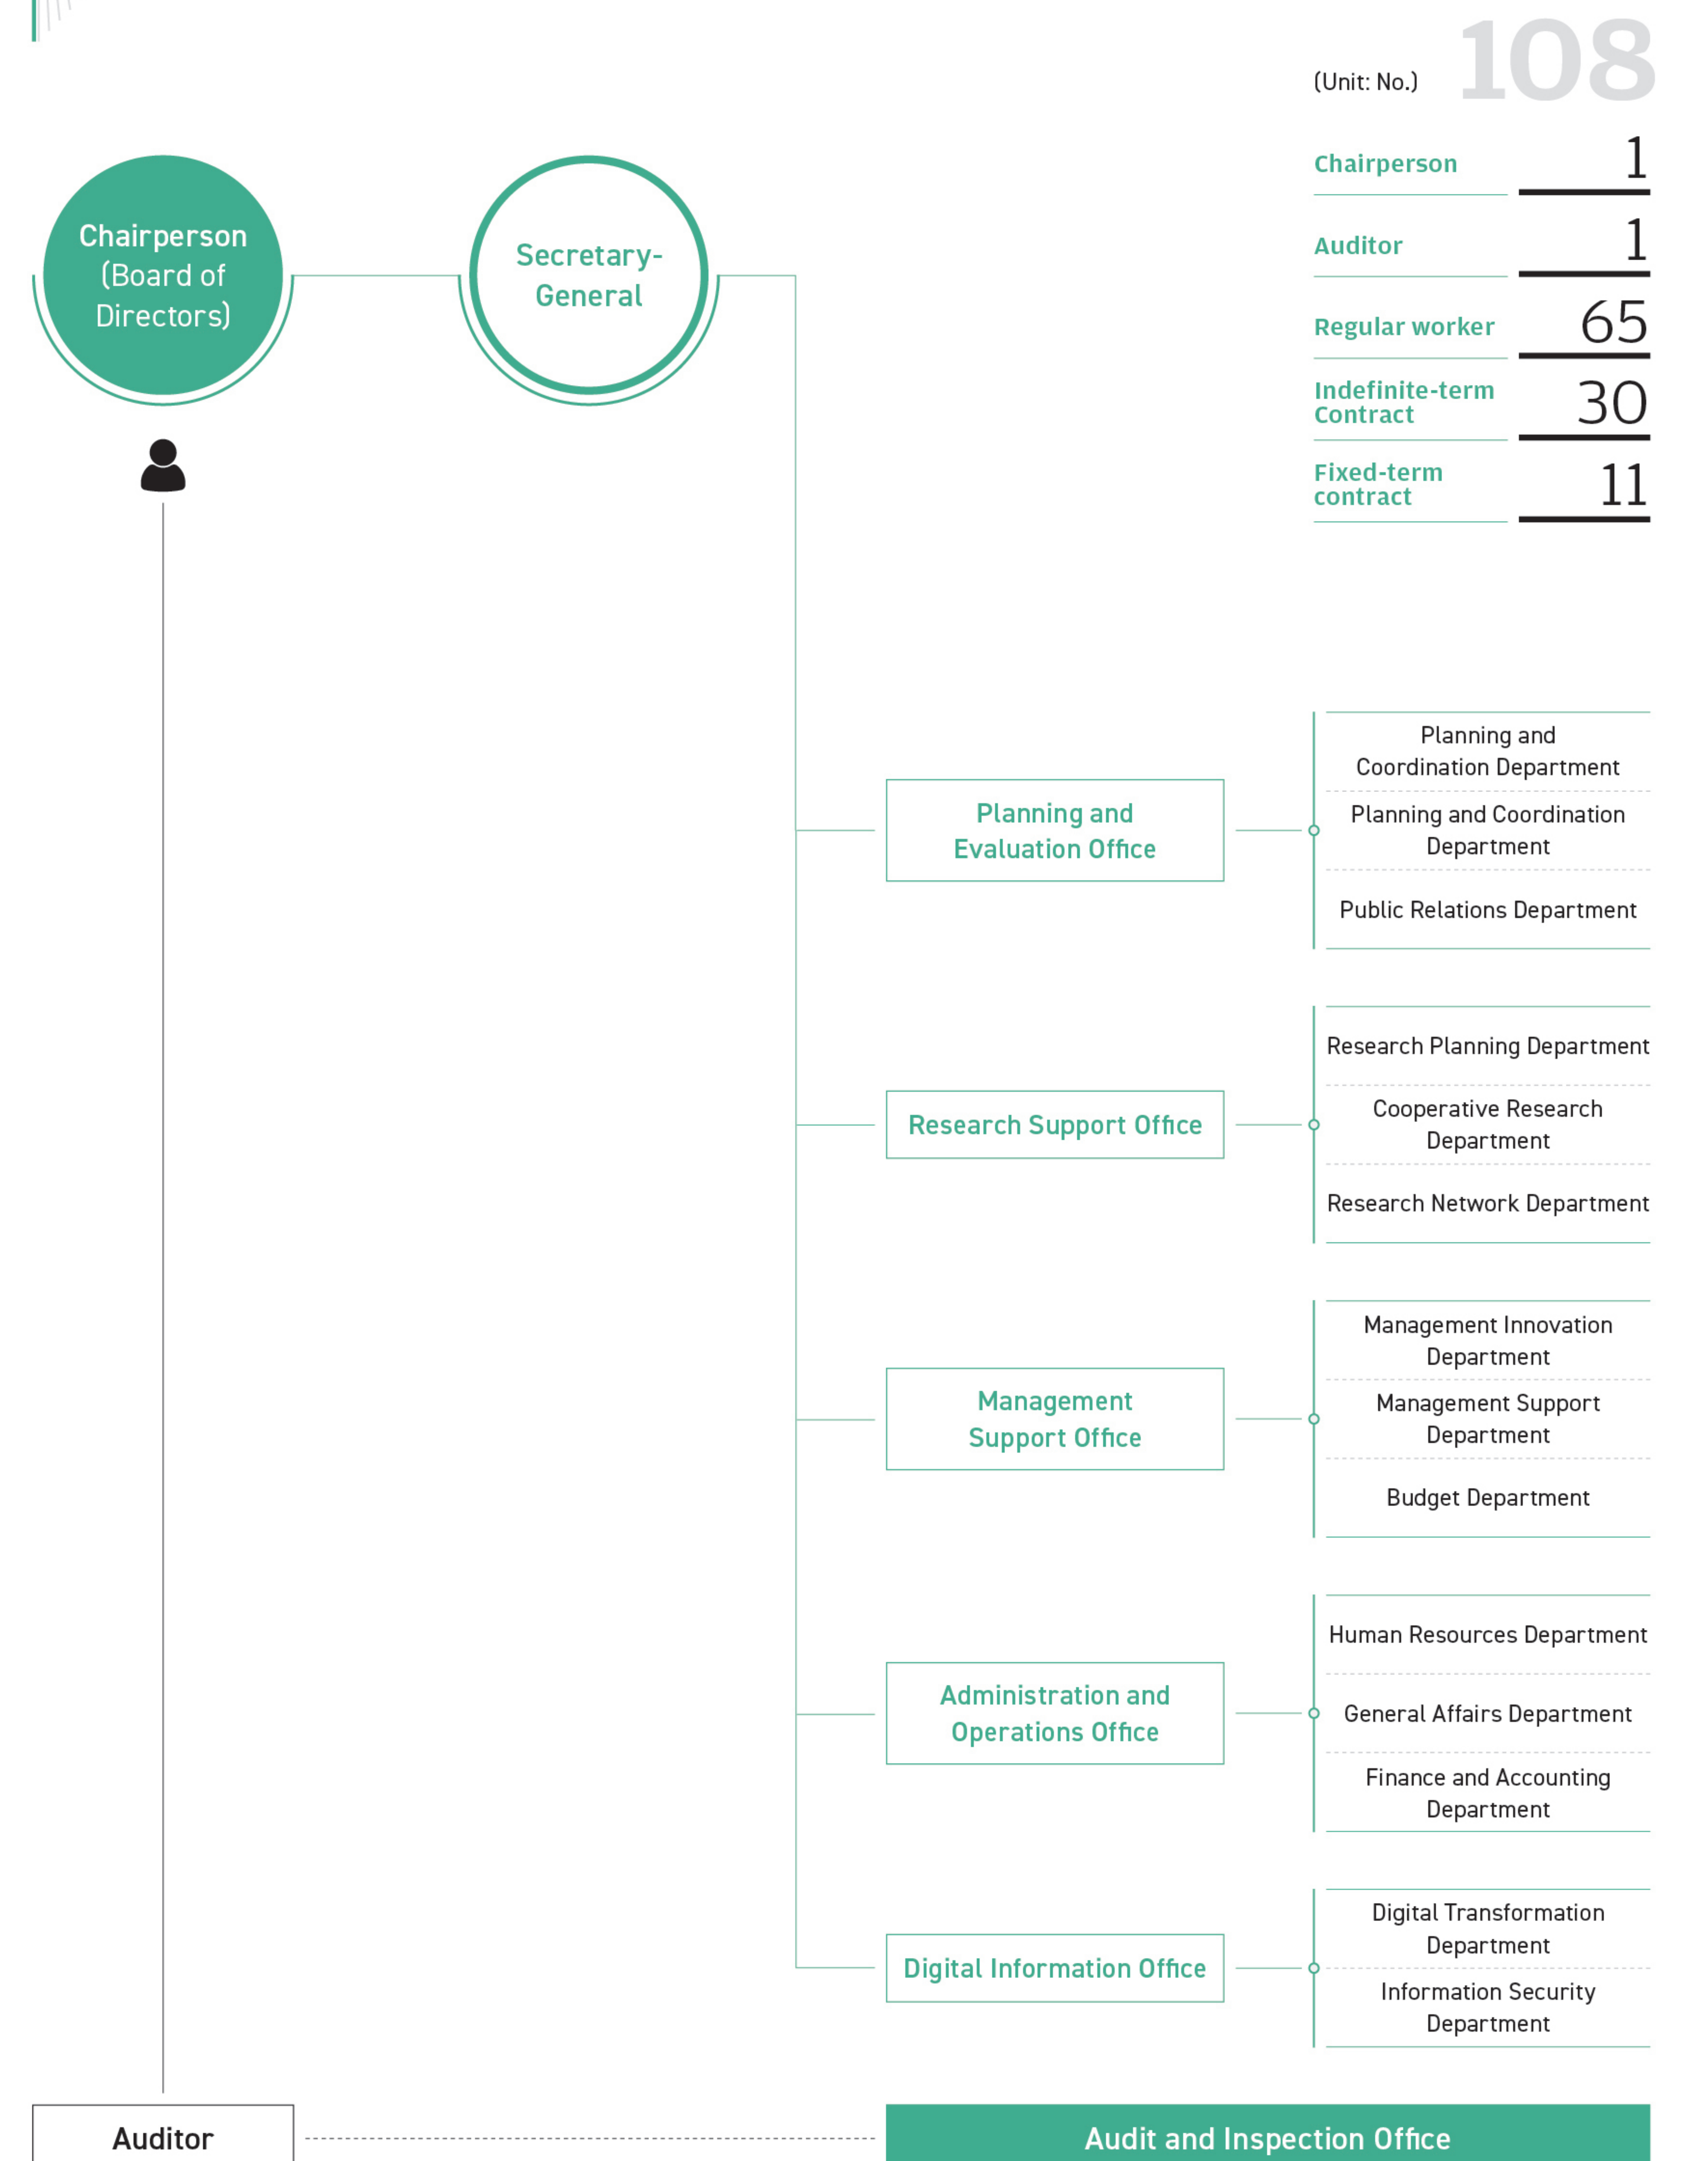 (Unit: No.) 108
Chairperson 1
Auditor 1
Regular worker 65
Indefinite-term
Contract 30
Fixed-term
contract 11
Chairperson
(Board of
Directors)
Secretary-
General
Planning and
Evaluation Office
Planning and
Coordination Department
Planning and Coordination
Department
Public Relations Department
Research Support Office
Research Planning Department
Cooperative Research
Department
Research Network Department
Management
Support Office
Management Innovation
Department
Management Support
Department
Budget Department
Administration and
Operations Office
Human Resources Department
General Affairs Department
Finance and Accounting
Department
Digital Information Office
Digital Transformation
Department
Information Security
Department
Auditor
Audit and Inspection Office